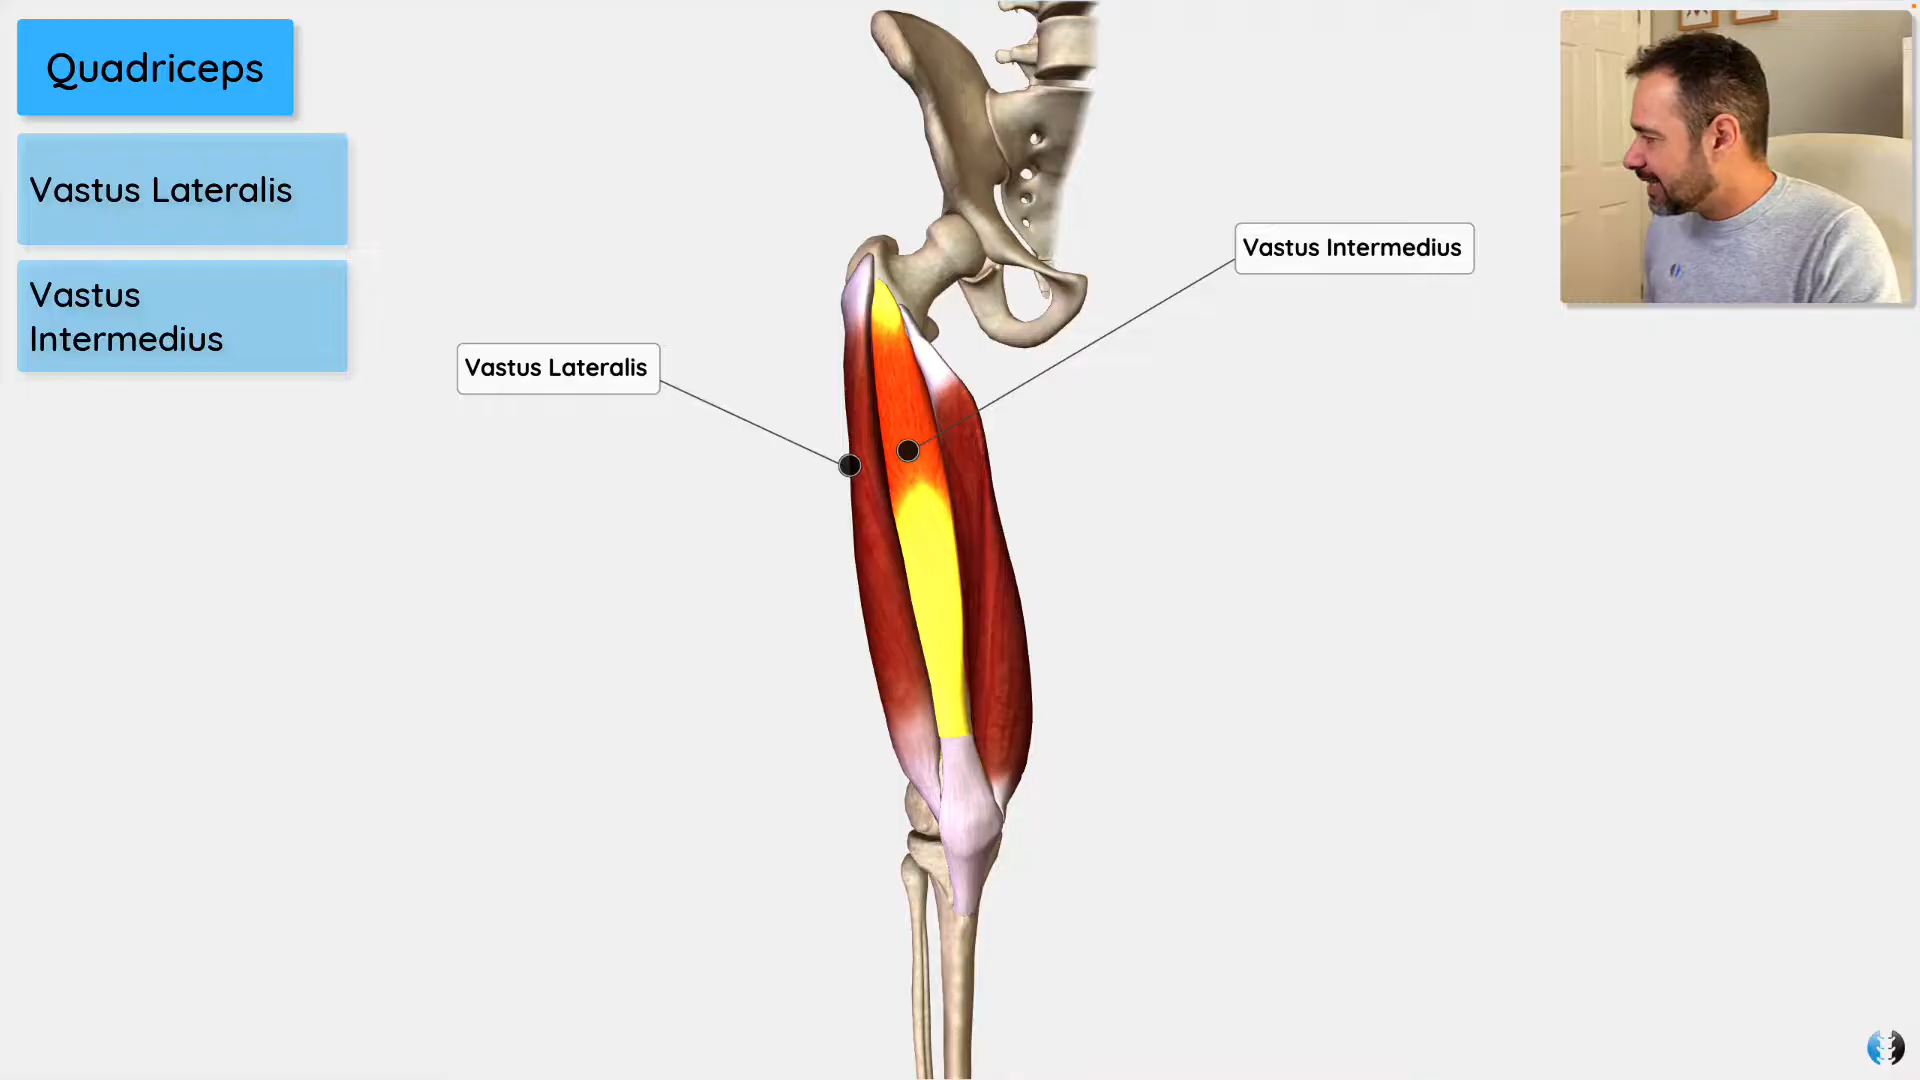 Quadriceps
Vastus Lateralis
Vastus
Intermedius
Vastus Intermedius
Vastus Lateralis